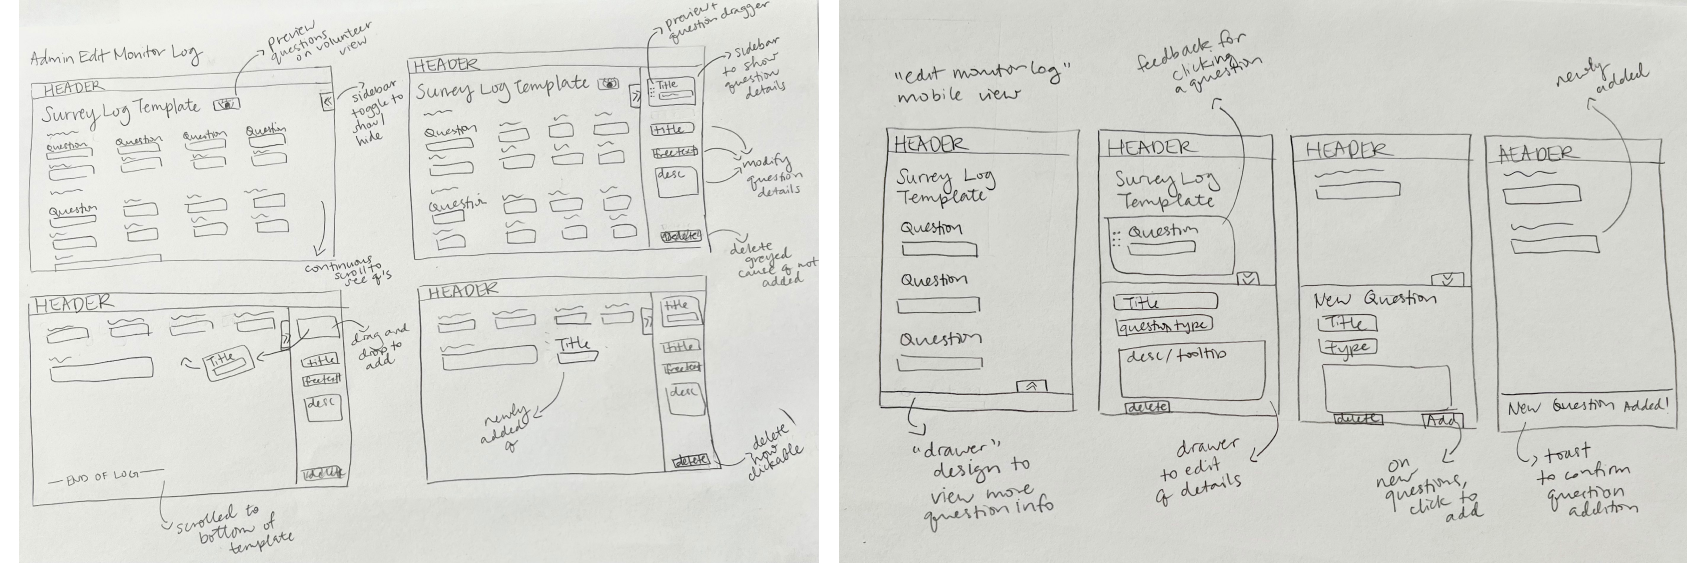 Admin Edit Monitor Log
preview
questions
on volunteer
view
HEADER
Survey Log Template
Question
Question
Question
Question
Question
sidebar
toggle to
show/
hide
continuous
scroll to
see q's
preview +
question dragger
HEADER
Survey Log Template
Question
Question
Title
title
freetext
desc
Delete
sidebar
to show
question
details
modify
question
details
delete
greyed
cause q not
added
HEADER
Title
title
freetext
desc
delete
drag and
drop to
add
—END OF LOG—
scrolled to
bottom of
template
HEADER
Title
newly
added
q
title
title
freetext
desc
delete
delete
now
clickable
"edit monitor log"
mobile view
HEADER
Survey Log
Template
Question
Question
Question
"drawer"
design to
view more
question info
feedback for
clicking
a question
HEADER
Survey Log
Template
Question
Title
question type
desc / tooltip
delete
drawer
to edit
q details
HEADER
New Question
Title
type
delete
Add
on
new
questions,
click to
add
newly
added
HEADER
New Question Added!
toast
to confirm
question
addition